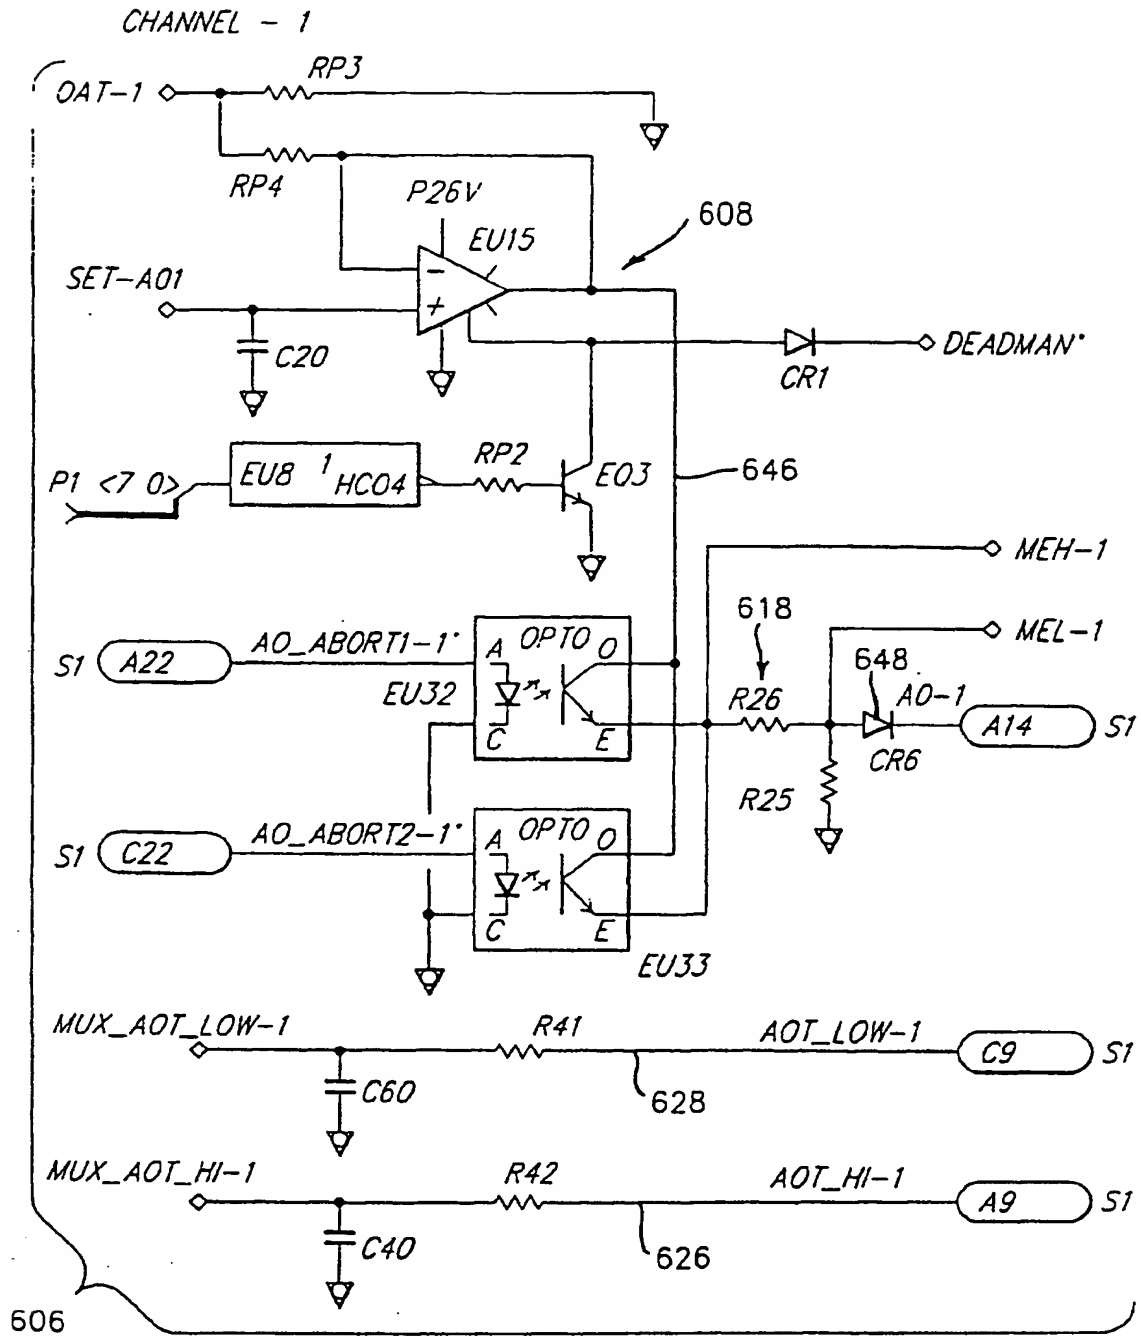 CHANNEL - 1
OAT-1
RP3
RP4
P26V
608
EU15
SET-AO1
-
+
C20
DEADMAN*
CR1
P1 <7 0>
EU8 1 HC04
RP2
EO3
646
MEH-1
618
MEL-1
S1 A22 AO_ABORT1-1*
A OPTO O
EU32
C E
R26
648
AO-1
A14 S1
CR6
R25
S1 C22 AO_ABORT2-1*
A OPTO O
C E
EU33
MUX_AOT_LOW-1
R41
AOT_LOW-1
C9 S1
C60
628
MUX_AOT_HI-1
R42
AOT_HI-1
A9 S1
C40
626
606